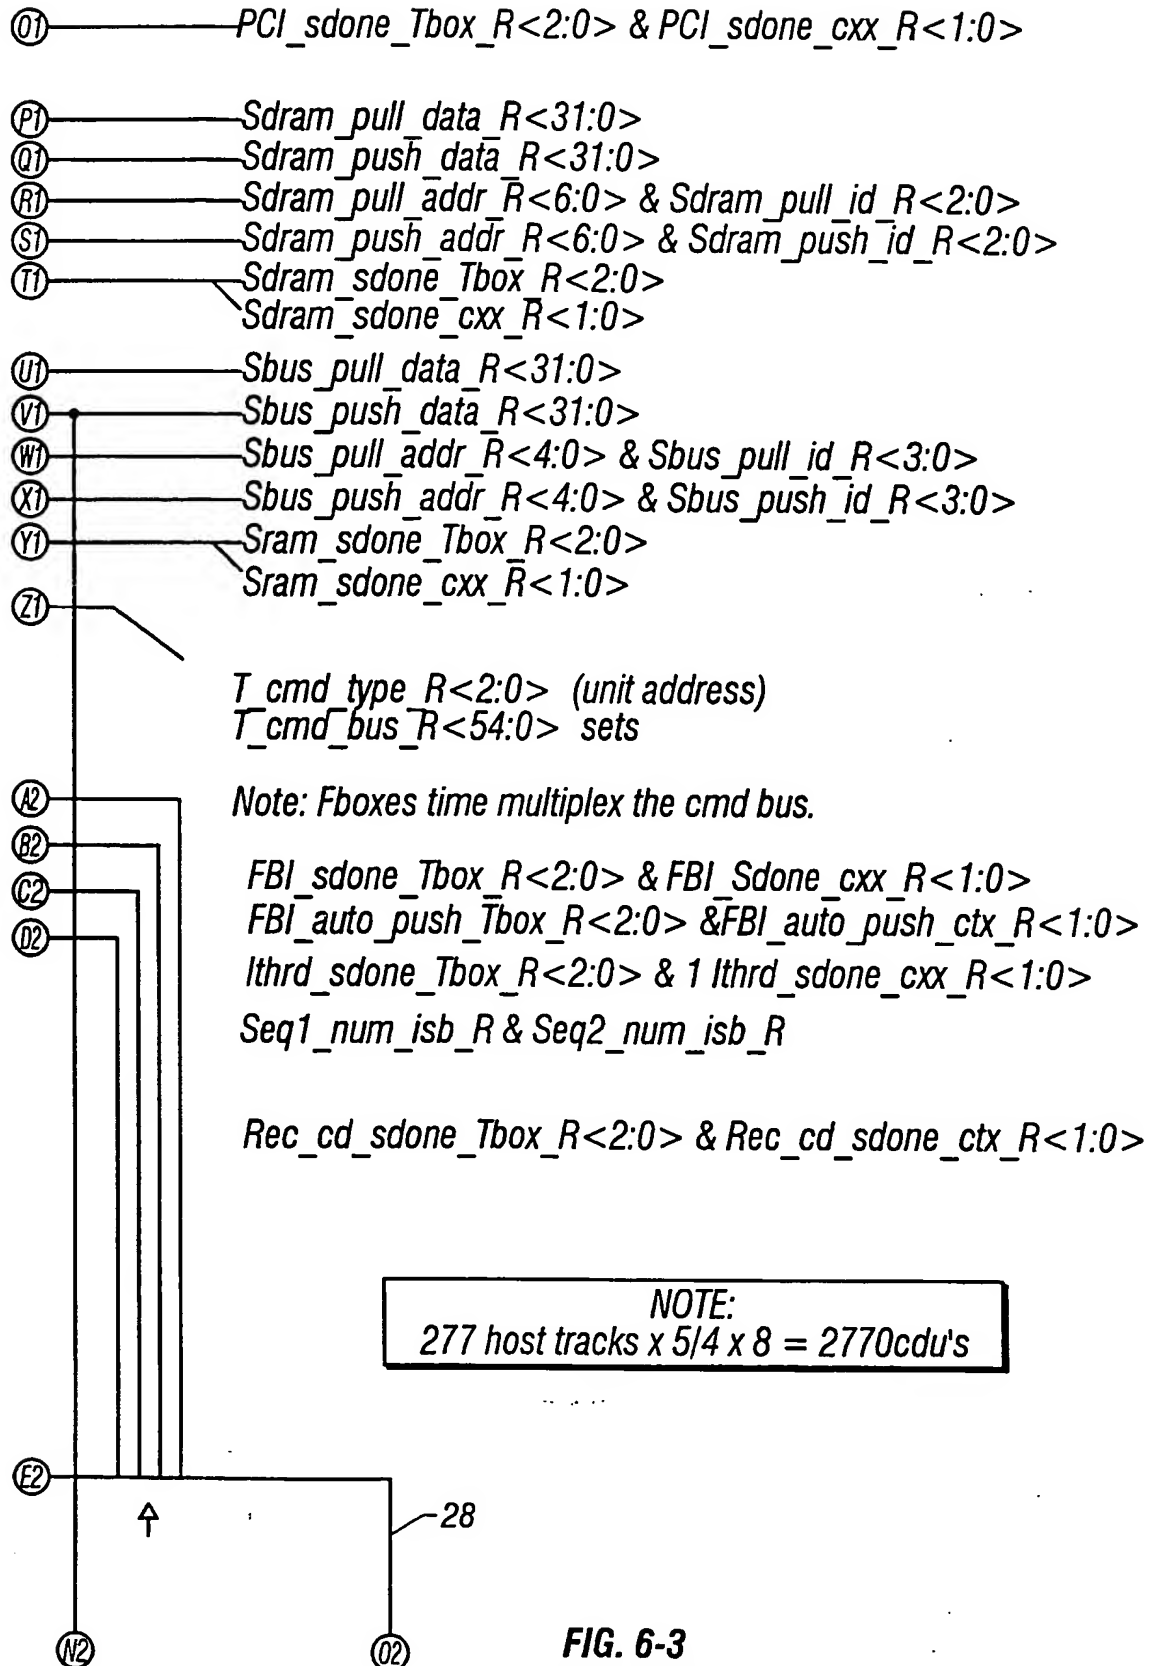 O1 PCI_sdone_Tbox_R<2:0> & PCI_sdone_cxx_R<1:0>
P1 Sdram_pull_data_R<31:0>
Q1 Sdram_push_data_R<31:0>
R1 Sdram_pull_addr_R<6:0> & Sdram_pull_id_R<2:0>
S1 Sdram_push_addr_R<6:0> & Sdram_push_id_R<2:0>
T1 Sdram_sdone_Tbox_R<2:0>
Sdram_sdone_cxx_R<1:0>
U1 Sbus_pull_data_R<31:0>
V1 Sbus_push_data_R<31:0>
W1 Sbus_pull_addr_R<4:0> & Sbus_pull_id_R<3:0>
X1 Sbus_push_addr_R<4:0> & Sbus_push_id_R<3:0>
Y1 Sram_sdone_Tbox_R<2:0>
Sram_sdone_cxx_R<1:0>
Z1
T_cmd_type_R<2:0> (unit address)
T_cmd_bus_R<54:0> sets
A2 Note: Fboxes time multiplex the cmd bus.
B2
FBI_sdone_Tbox_R<2:0> & FBI_Sdone_cxx_R<1:0>
C2
FBI_auto_push_Tbox_R<2:0> &FBI_auto_push_ctx_R<1:0>
D2
Ithrd_sdone_Tbox_R<2:0> & 1 Ithrd_sdone_cxx_R<1:0>
Seq1_num_isb_R & Seq2_num_isb_R
Rec_cd_sdone_Tbox_R<2:0> & Rec_cd_sdone_ctx_R<1:0>
NOTE:
277 host tracks x 5/4 x 8 = 2770cdu's
E2
28
N2 O2 FIG. 6-3